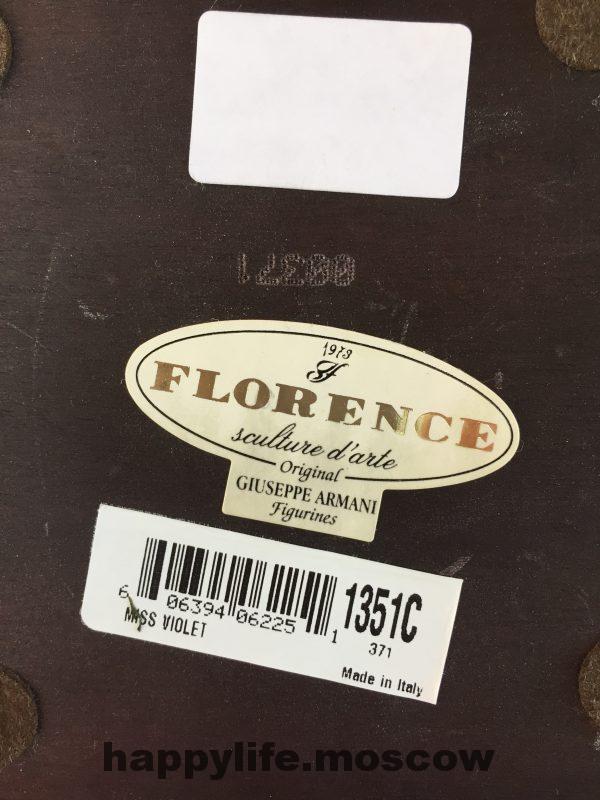 00371
1973
FLORENCE
sculture d'arte
Original
GIUSEPPE ARMANI
Figurines
6 06394 06225 1
1351C
371
MISS VIOLET
Made in Italy
happylife.moscow